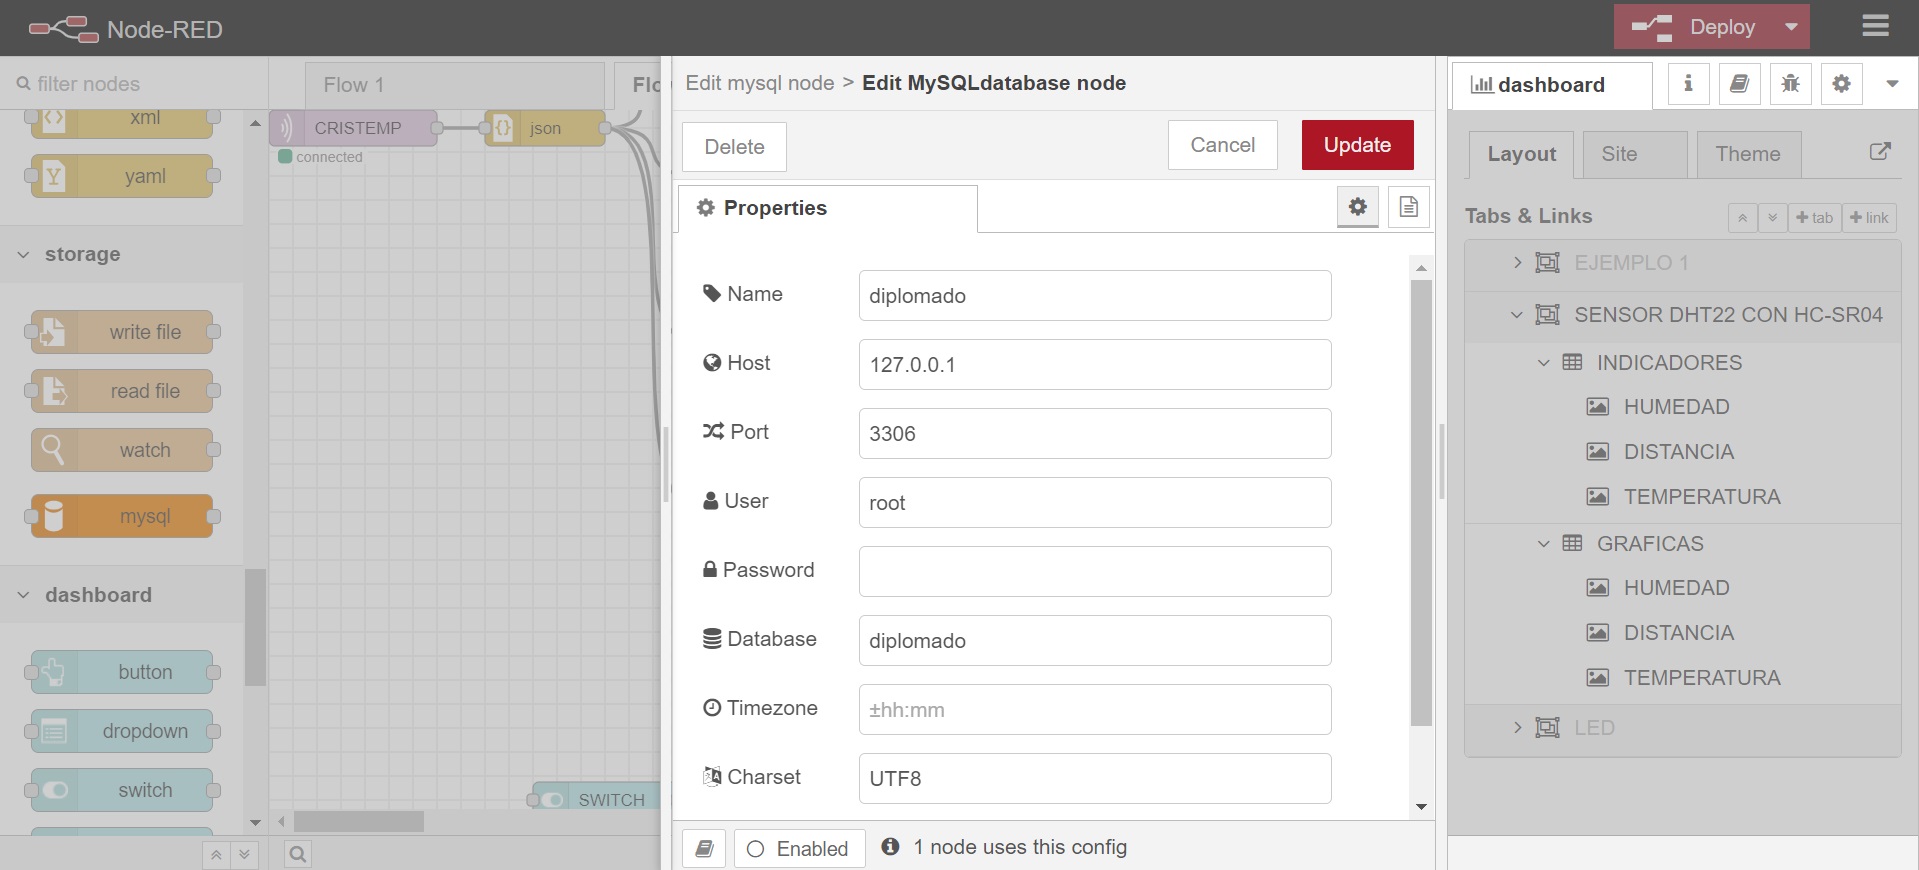 Node-RED
Deploy
filter nodes
xml
yaml
storage
write file
read file
watch
mysql
dashboard
button
dropdown
switch
Flow 1
Flo
CRISTEMP
json
connected
SWITCH
Edit mysql node > Edit MySQLdatabase node
Delete
Cancel
Update
Properties
Name
diplomado
Host
127.0.0.1
Port
3306
User
root
Password
Database
diplomado
Timezone
±hh:mm
Charset
UTF8
Enabled
1 node uses this config
dashboard
Layout
Site
Theme
Tabs & Links
+ tab
+ link
EJEMPLO 1
SENSOR DHT22 CON HC-SR04
INDICADORES
HUMEDAD
DISTANCIA
TEMPERATURA
GRAFICAS
HUMEDAD
DISTANCIA
TEMPERATURA
LED